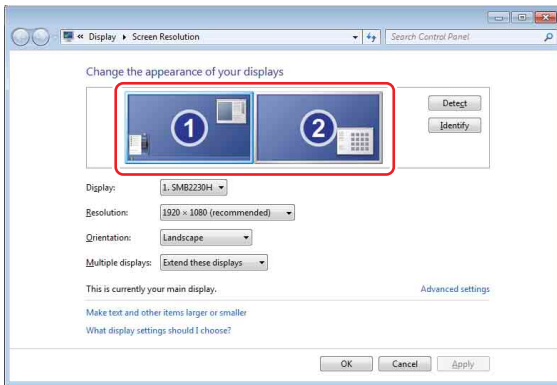 « Display ▸ Screen Resolution
Search Control Panel
Change the appearance of your displays
1
2
Detect
Identify
Display: 1. SMB2230H
Resolution: 1920 × 1080 (recommended)
Orientation: Landscape
Multiple displays: Extend these displays
This is currently your main display. Advanced settings
Make text and other items larger or smaller
What display settings should I choose?
OK Cancel Apply